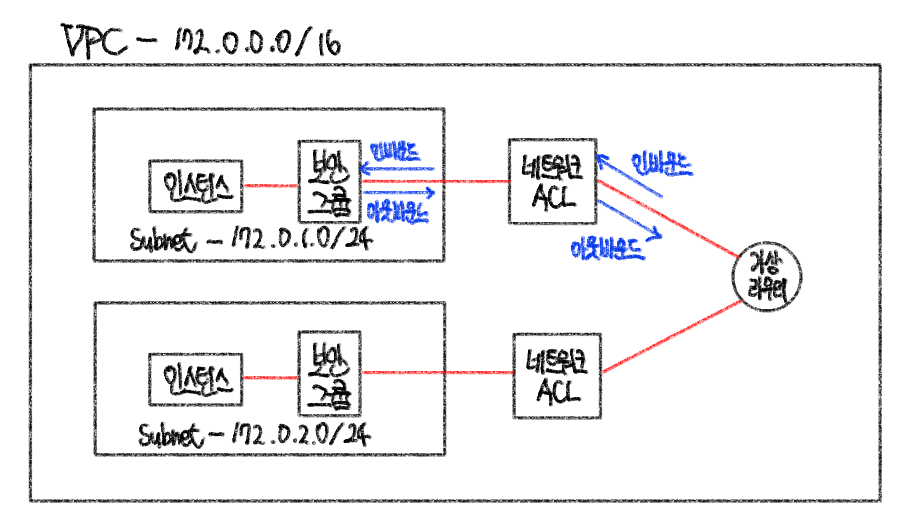 VPC - 172.0.0.0/16
인스턴스
보안
그룹
인바운드
아웃바운드
네트워크
ACL
인바운드
아웃바운드
Subnet - 172.0.1.0/24
가상
라우터
인스턴스
보안
그룹
네트워크
ACL
Subnet - 172.0.2.0/24